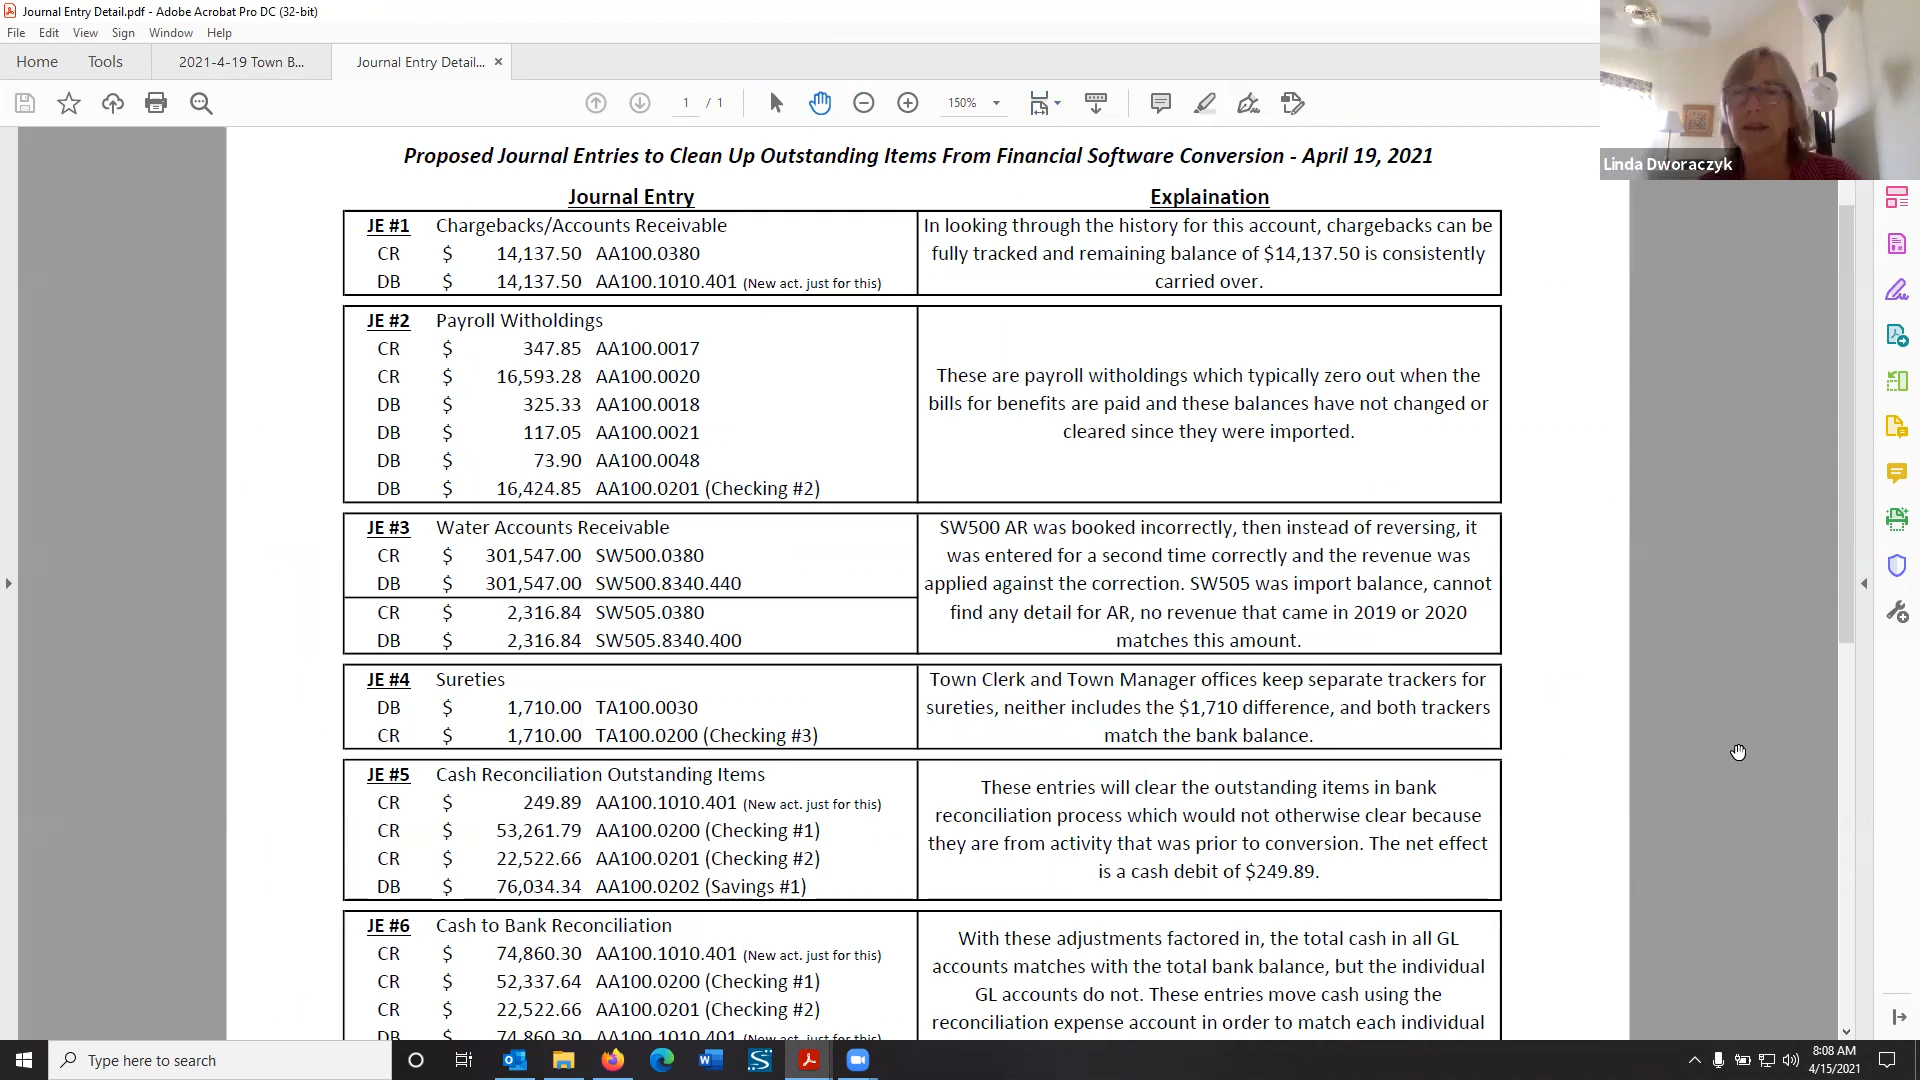 Journal Entry Detail.pdf - Adobe Acrobat Pro DC (32-bit)
File Edit View Sign Window Help
Home Tools 2021-4-19 Town B... Journal Entry Detail... ×
1 / 1 150%
Linda Dworaczyk
Proposed Journal Entries to Clean Up Outstanding Items From Financial Software Conversion - April 19, 2021
Journal Entry Explaination
JE #1 Chargebacks/Accounts Receivable
CR $ 14,137.50 AA100.0380
DB $ 14,137.50 AA100.1010.401 (New act. just for this)
In looking through the history for this account, chargebacks can be
fully tracked and remaining balance of $14,137.50 is consistently
carried over.
JE #2 Payroll Witholdings
CR $ 347.85 AA100.0017
CR $ 16,593.28 AA100.0020
DB $ 325.33 AA100.0018
DB $ 117.05 AA100.0021
DB $ 73.90 AA100.0048
DB $ 16,424.85 AA100.0201 (Checking #2)
These are payroll witholdings which typically zero out when the
bills for benefits are paid and these balances have not changed or
cleared since they were imported.
JE #3 Water Accounts Receivable
CR $ 301,547.00 SW500.0380
DB $ 301,547.00 SW500.8340.440
CR $ 2,316.84 SW505.0380
DB $ 2,316.84 SW505.8340.400
SW500 AR was booked incorrectly, then instead of reversing, it
was entered for a second time correctly and the revenue was
applied against the correction. SW505 was import balance, cannot
find any detail for AR, no revenue that came in 2019 or 2020
matches this amount.
JE #4 Sureties
DB $ 1,710.00 TA100.0030
CR $ 1,710.00 TA100.0200 (Checking #3)
Town Clerk and Town Manager offices keep separate trackers for
sureties, neither includes the $1,710 difference, and both trackers
match the bank balance.
JE #5 Cash Reconciliation Outstanding Items
CR $ 249.89 AA100.1010.401 (New act. just for this)
CR $ 53,261.79 AA100.0200 (Checking #1)
CR $ 22,522.66 AA100.0201 (Checking #2)
DB $ 76,034.34 AA100.0202 (Savings #1)
These entries will clear the outstanding items in bank
reconciliation process which would not otherwise clear because
they are from activity that was prior to conversion. The net effect
is a cash debit of $249.89.
JE #6 Cash to Bank Reconciliation
CR $ 74,860.30 AA100.1010.401 (New act. just for this)
CR $ 52,337.64 AA100.0200 (Checking #1)
CR $ 22,522.66 AA100.0201 (Checking #2)
DB $ 74,860.30 AA100.1010.401 (New act. just for this)
With these adjustments factored in, the total cash in all GL
accounts matches with the total bank balance, but the individual
GL accounts do not. These entries move cash using the
reconciliation expense account in order to match each individual
Type here to search
8:08 AM
4/15/2021